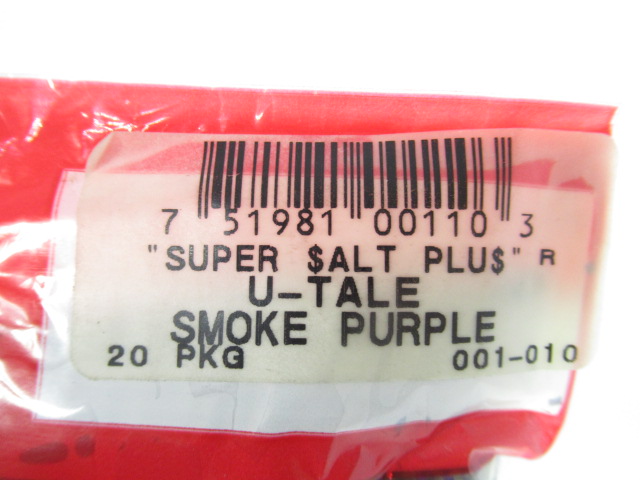 7 51981 00110 3
"SUPER $ALT PLU$" R
U-TALE
SMOKE PURPLE
20 PKG 001-010